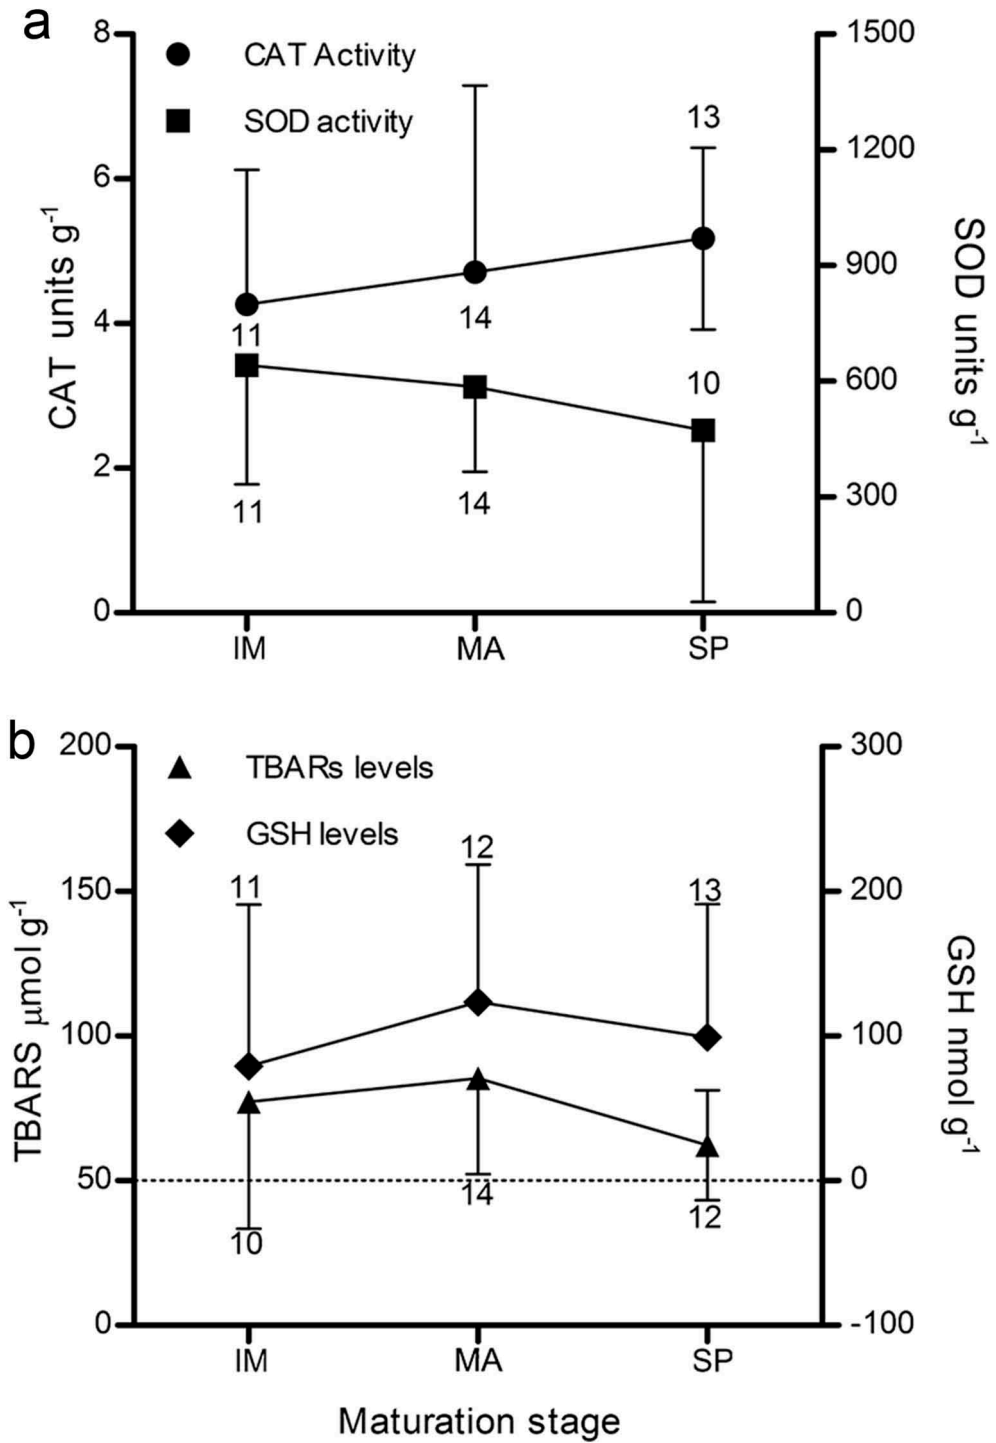 a
8
6
4
2
0
CAT units g-1
CAT Activity
SOD activity
1500
1200
900
600
300
0
SOD units g-1
11
14
13
11
14
10
IM
MA
SP
b
200
150
100
50
0
TBARS μmol g-1
TBARs levels
GSH levels
300
200
100
0
-100
GSH nmol g-1
11
12
13
10
14
12
IM
MA
SP
Maturation stage